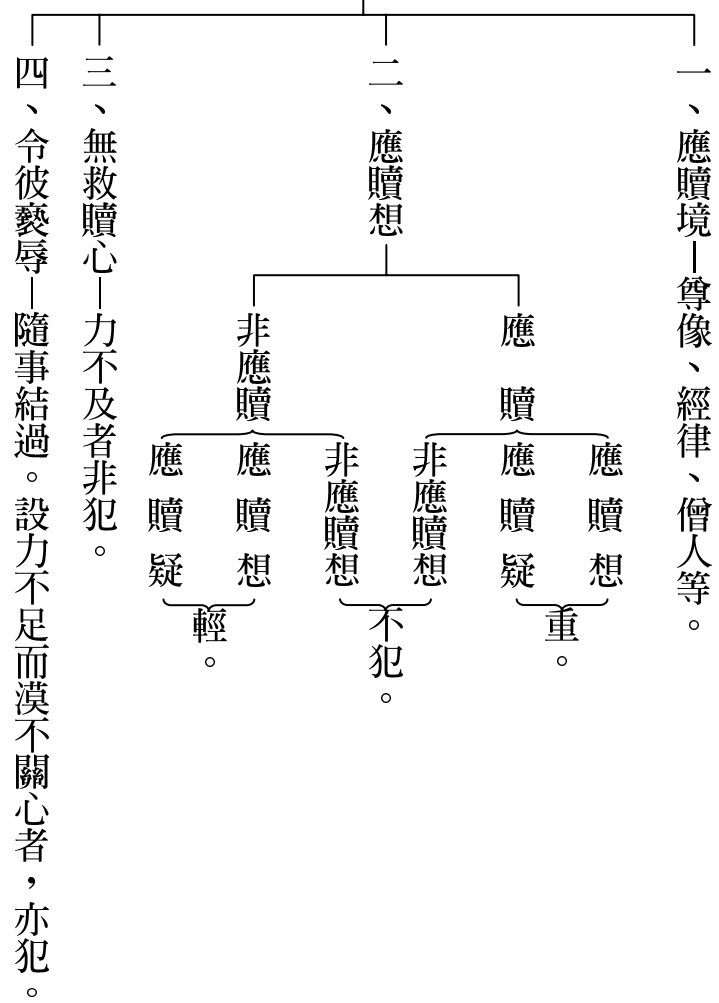 一、應贖境—尊像、經律、僧人等。
二、應贖想
應贖
應贖想
應贖疑
重。
非應贖想
非應贖
非應贖想
不犯。
應贖想
應贖疑
輕。
三、無救贖心—力不及者非犯。
四、令彼褻辱—隨事結過。設力不足而漠不關心者，亦犯。